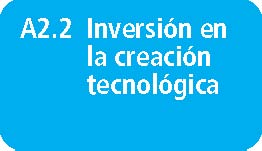 A2.2 Inversión en
la creación
tecnológica